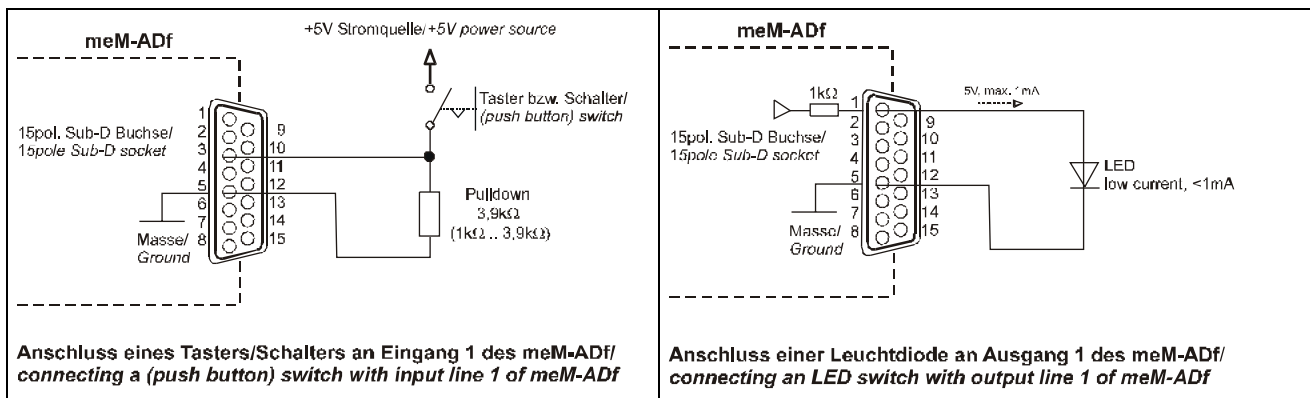 meM-ADf
+5V Stromquelle/+5V power source
Taster bzw. Schalter/
(push button) switch
15pol. Sub-D Buchse/
15pole Sub-D socket
1
2
3
4
5
6
7
8
9
10
11
12
13
14
15
Pulldown
3,9kΩ
(1kΩ .. 3,9kΩ)
Masse/
Ground
Anschluss eines Tasters/Schalters an Eingang 1 des meM-ADf/
connecting a (push button) switch with input line 1 of meM-ADf
meM-ADf
1kΩ
5V, max. 1mA
15pol. Sub-D Buchse/
15pole Sub-D socket
1
2
3
4
5
6
7
8
9
10
11
12
13
14
15
LED
low current, <1mA
Masse/
Ground
Anschluss einer Leuchtdiode an Ausgang 1 des meM-ADf/
connecting an LED switch with output line 1 of meM-ADf